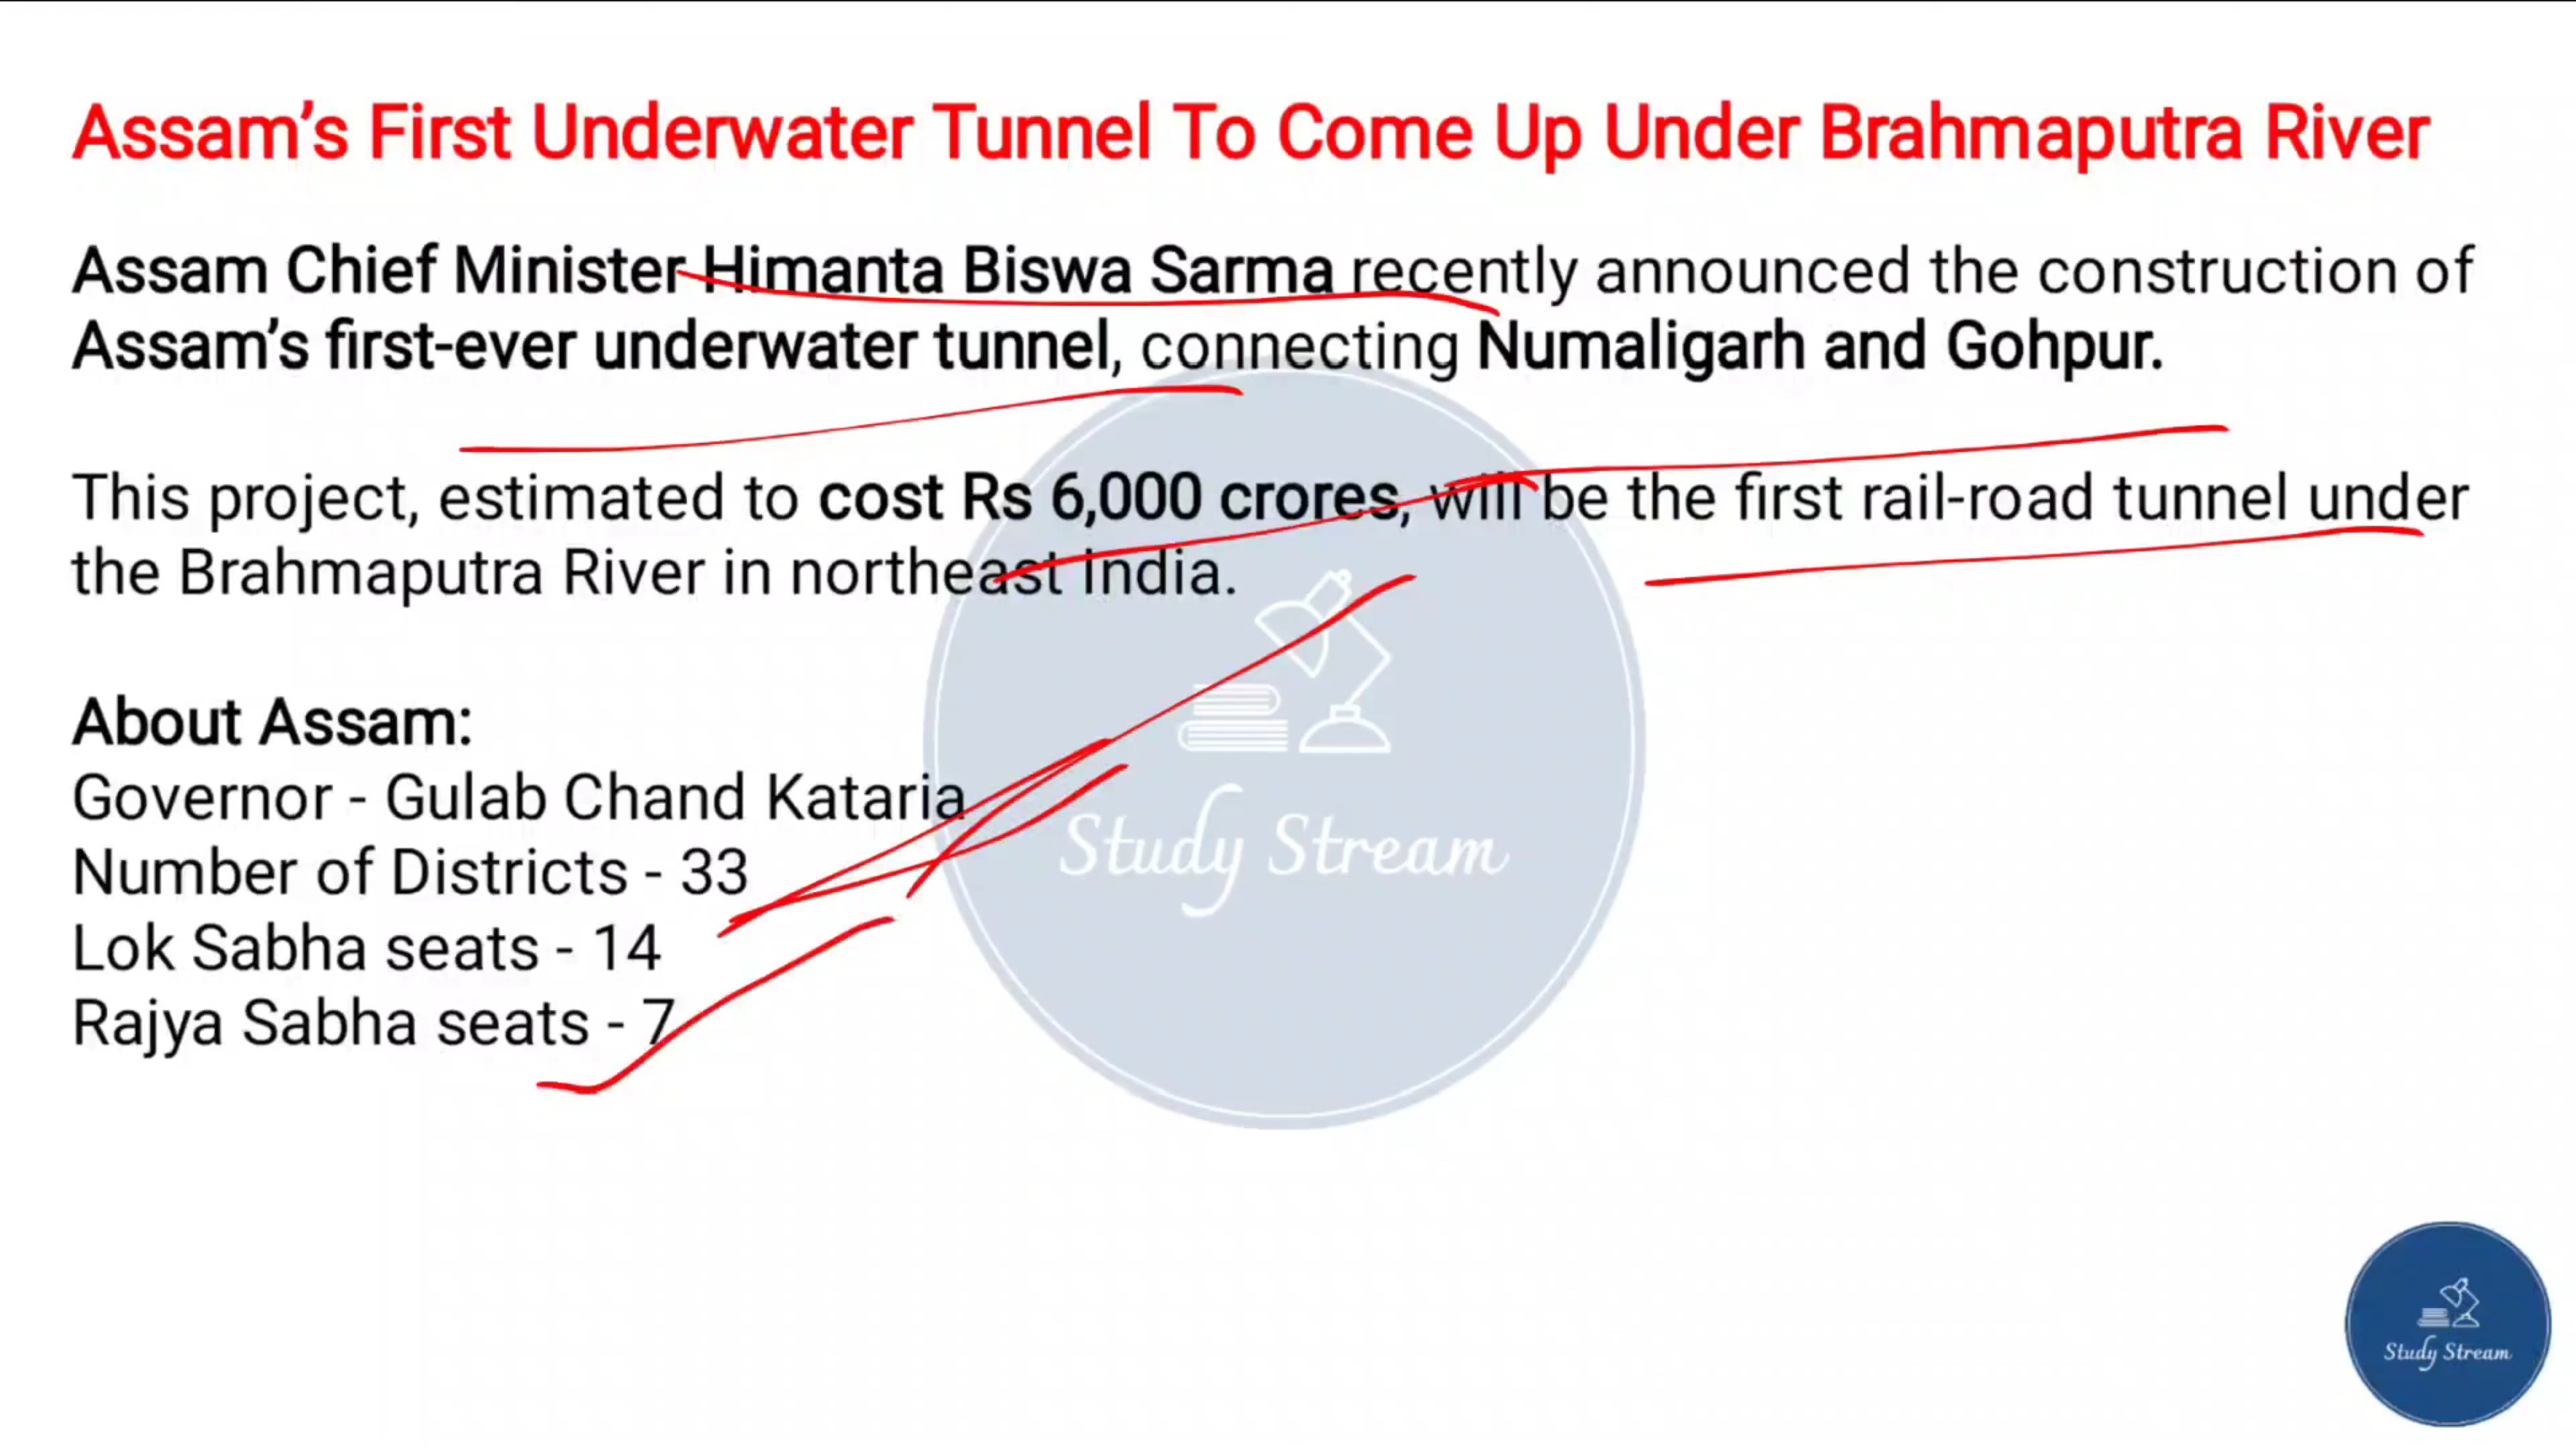 Assam’s First Underwater Tunnel To Come Up Under Brahmaputra River
Assam Chief Minister Himanta Biswa Sarma recently announced the construction of
Assam’s first-ever underwater tunnel, connecting Numaligarh and Gohpur.
This project, estimated to cost Rs 6,000 crores, will be the first rail-road tunnel under
the Brahmaputra River in northeast India.
About Assam:
Governor - Gulab Chand Kataria
Number of Districts - 33
Lok Sabha seats - 14
Rajya Sabha seats - 7
Study Stream
Study Stream